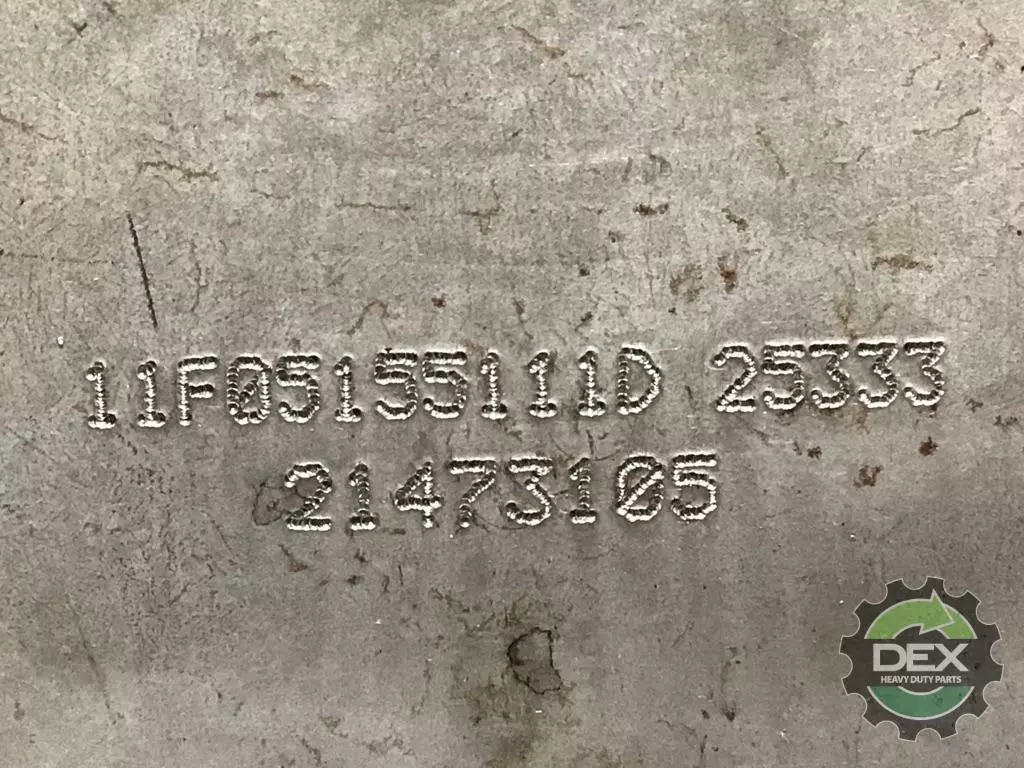 11F05155111D 25333
21473105
DEX
HEAVY DUTY PARTS